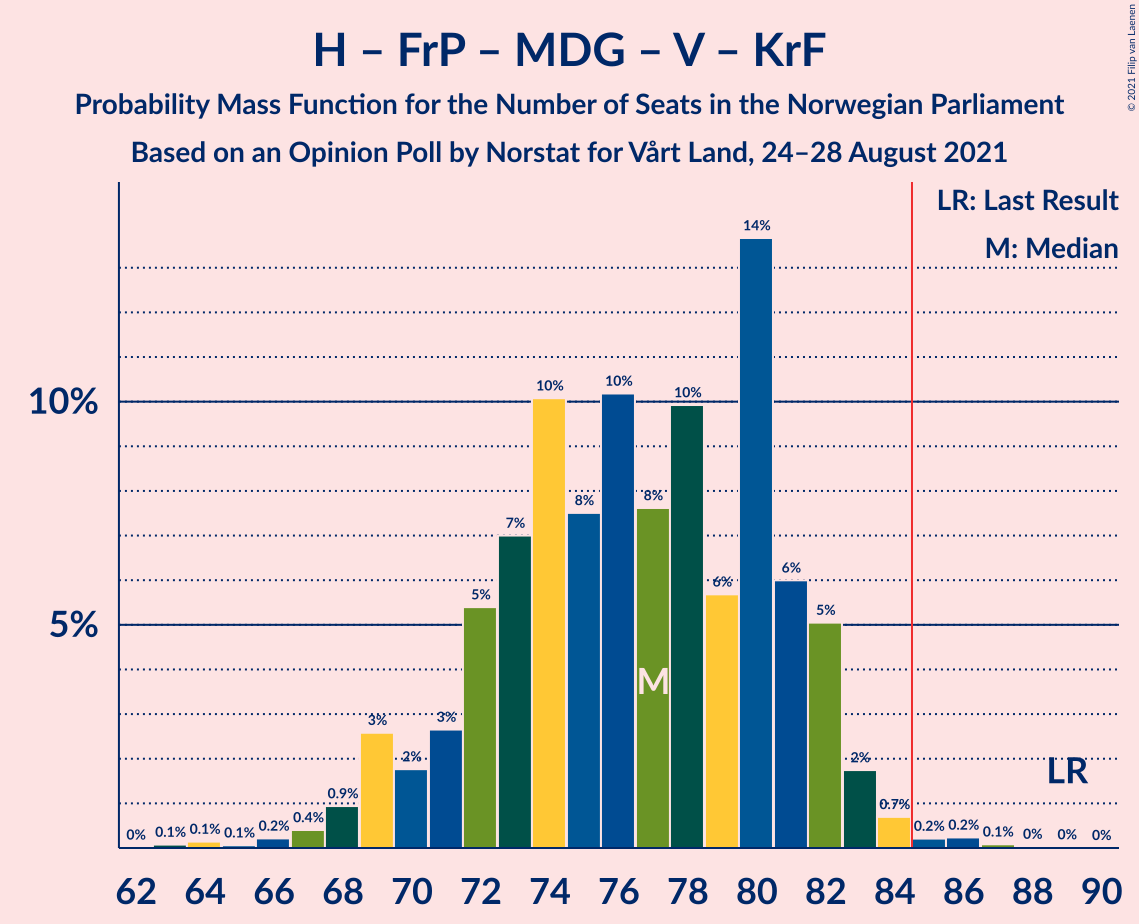 H – FrP – MDG – V – KrF
Probability Mass Function for the Number of Seats in the Norwegian Parliament
Based on an Opinion Poll by Norstat for Vårt Land, 24–28 August 2021
© 2021 Filip van Laenen
LR: Last Result
M: Median
10%
5%
0% 0.1% 0.1% 0.1% 0.2% 0.4% 0.9% 3% 2% 3% 5% 7% 10% 8% 10% 8% 10% 6% 14% 6% 5% 2% 0.7% 0.2% 0.2% 0.1% 0% 0% 0%
M
LR
62 64 66 68 70 72 74 76 78 80 82 84 86 88 90